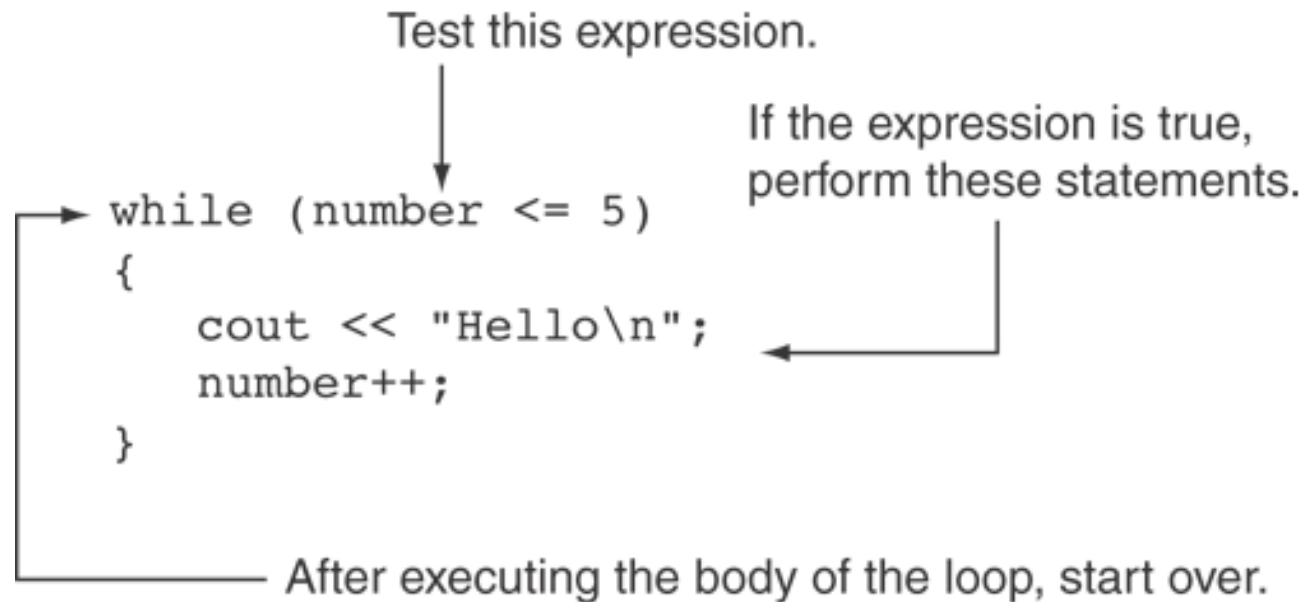 Test this expression.
If the expression is true,
perform these statements.
while (number <= 5)
{
cout << "Hello\n";
number++;
}
After executing the body of the loop, start over.